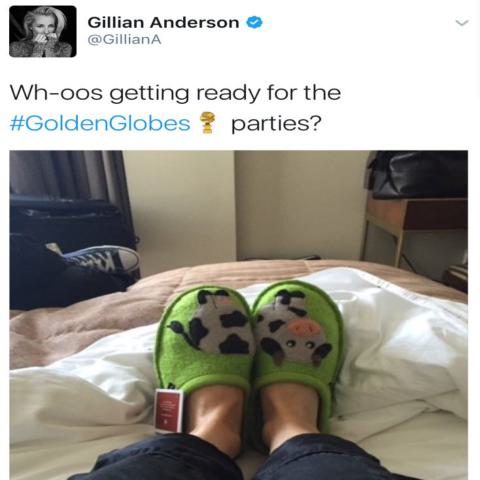 Gillian Anderson
@GillianA
Wh-oos getting ready for the
#GoldenGlobes parties?